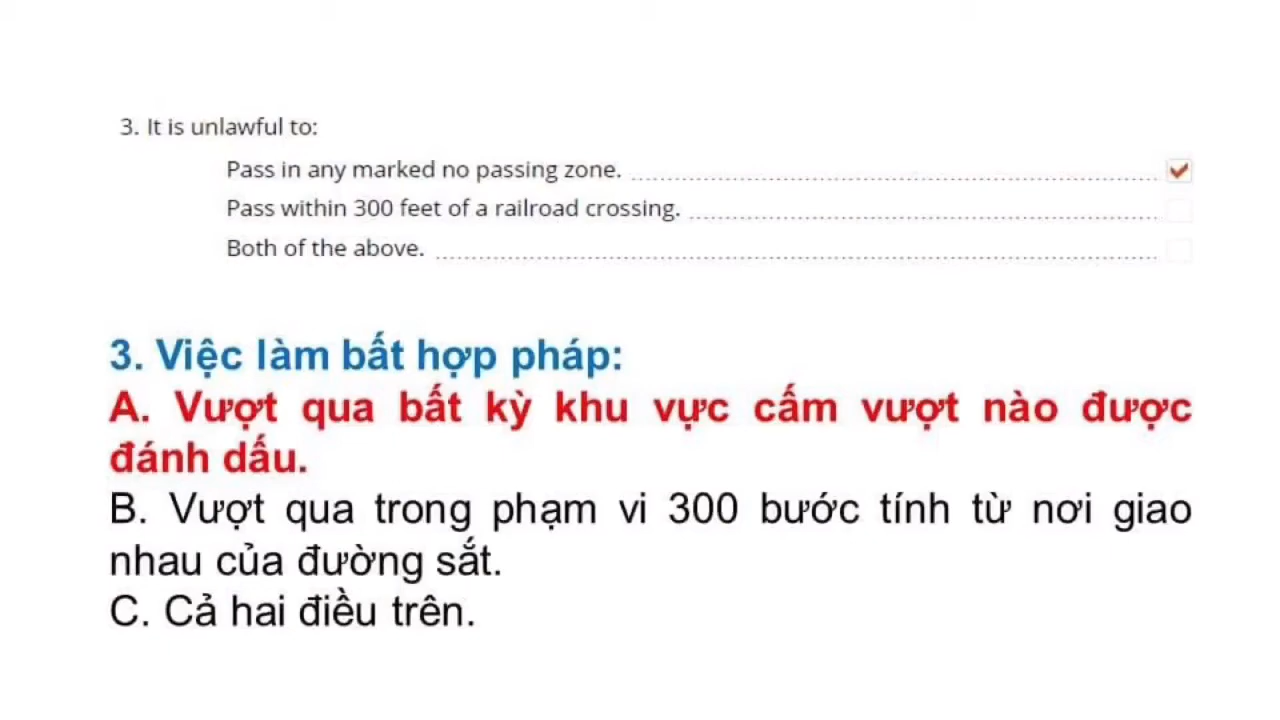 3. It is unlawful to:
Pass in any marked no passing zone.
Pass within 300 feet of a railroad crossing.
Both of the above.
3. Việc làm bất hợp pháp:
A. Vượt qua bất kỳ khu vực cấm vượt nào được
đánh dấu.
B. Vượt qua trong phạm vi 300 bước tính từ nơi giao
nhau của đường sắt.
C. Cả hai điều trên.